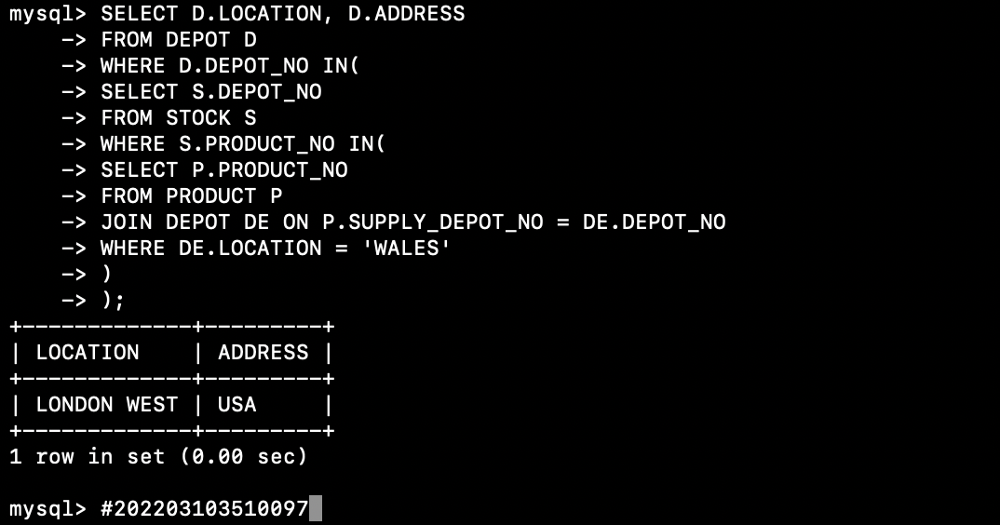 mysql> SELECT D.LOCATION, D.ADDRESS
    -> FROM DEPOT D
    -> WHERE D.DEPOT_NO IN(
    -> SELECT S.DEPOT_NO
    -> FROM STOCK S
    -> WHERE S.PRODUCT_NO IN(
    -> SELECT P.PRODUCT_NO
    -> FROM PRODUCT P
    -> JOIN DEPOT DE ON P.SUPPLY_DEPOT_NO = DE.DEPOT_NO
    -> WHERE DE.LOCATION = 'WALES'
    -> )
    -> );
+-------------+---------+
| LOCATION    | ADDRESS |
+-------------+---------+
| LONDON WEST | USA     |
+-------------+---------+
1 row in set (0.00 sec)

mysql> #202203103510097